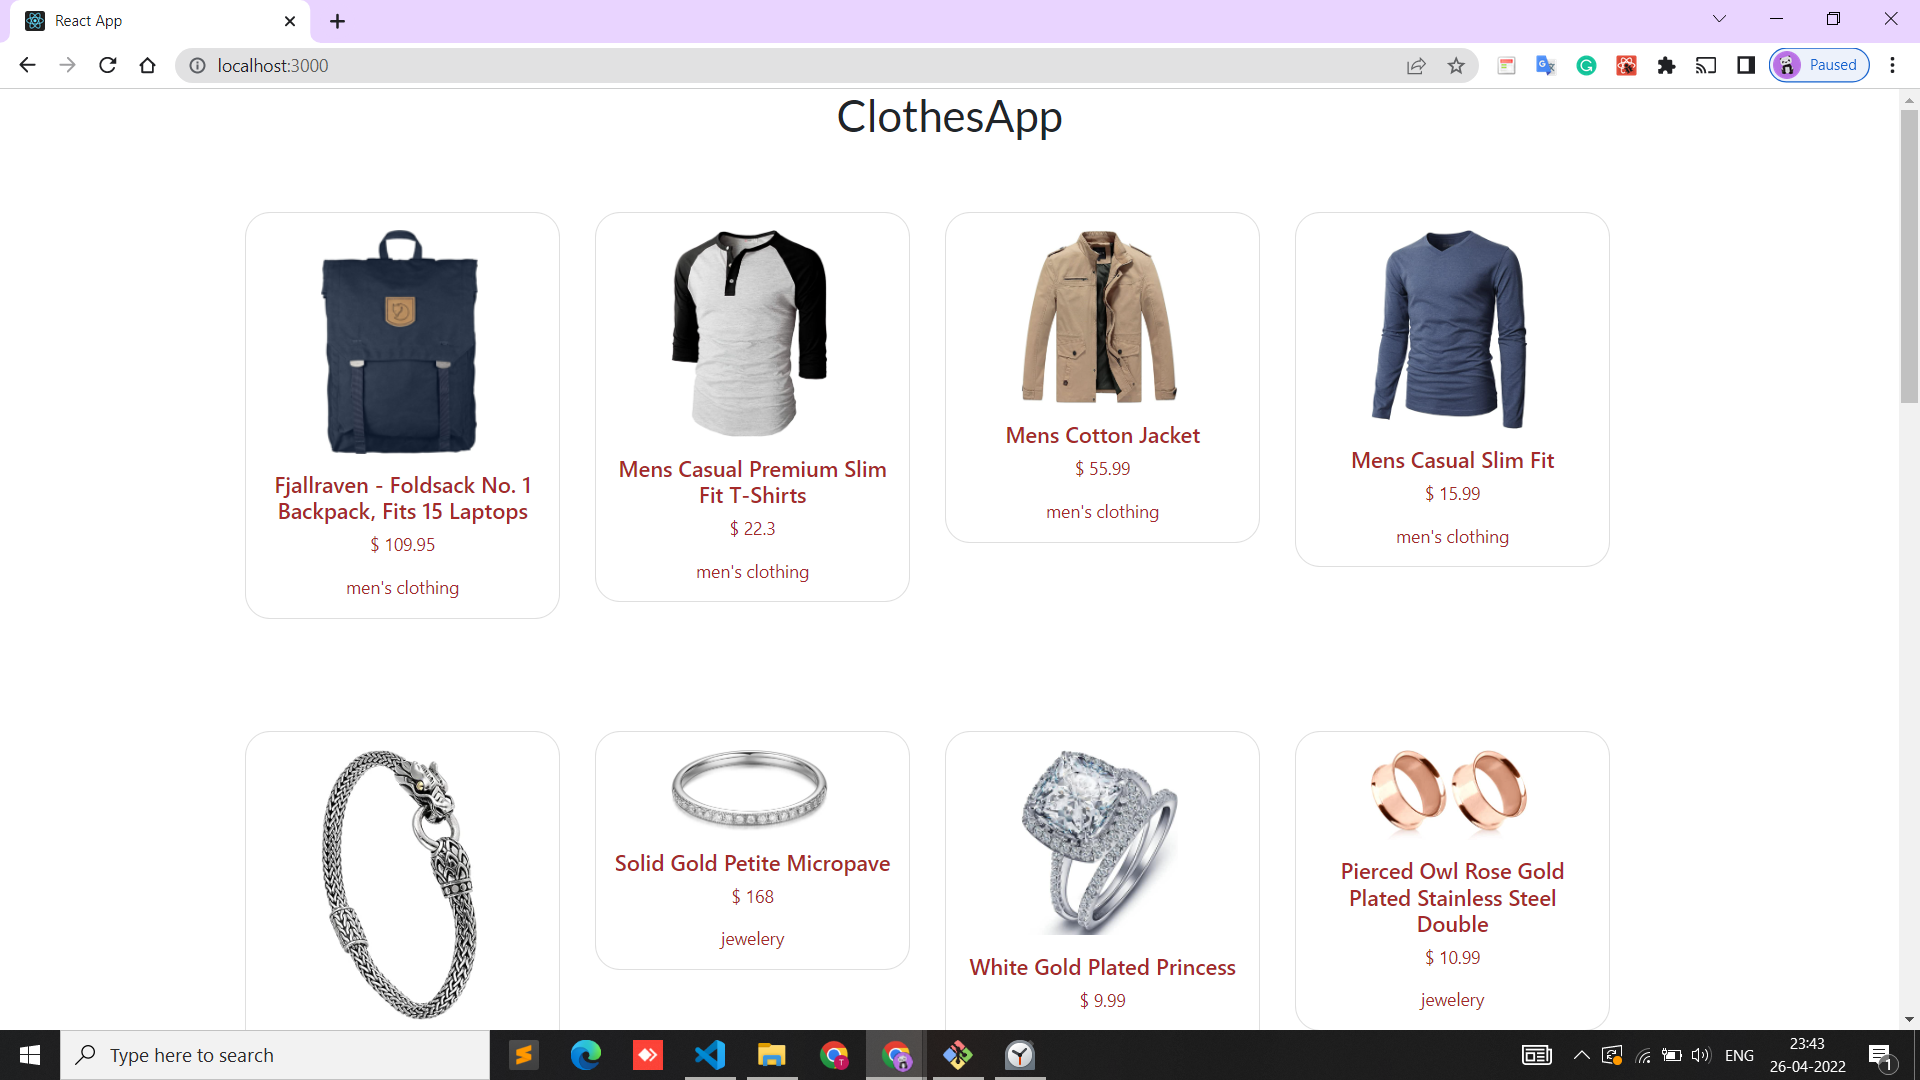 React App
localhost:3000
Paused
ClothesApp
Fjallraven - Foldsack No. 1
Backpack, Fits 15 Laptops
$ 109.95
men's clothing
Mens Casual Premium Slim
Fit T-Shirts
$ 22.3
men's clothing
Mens Cotton Jacket
$ 55.99
men's clothing
Mens Casual Slim Fit
$ 15.99
men's clothing
Solid Gold Petite Micropave
$ 168
jewelery
White Gold Plated Princess
$ 9.99
Pierced Owl Rose Gold
Plated Stainless Steel
Double
$ 10.99
jewelery
Type here to search
ENG
23:43
26-04-2022
1